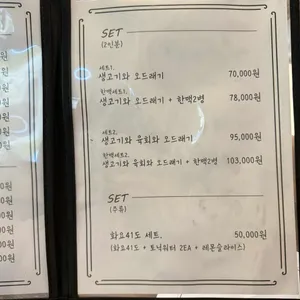 SET
(2인분)
세트1.
생고기와 오드래기 70,000원
한맥세트1.
생고기와 오드래기 + 한맥2병 78,000원
세트2.
생고기와 육회와 오드래기 95,000원
한맥세트2.
생고기와 육회와 오드래기 + 한맥2병 103,000원
SET
(주류)
화요41도 세트. 50,000원
(화요41도 + 토닉워터 2EA + 레몬슬라이스)